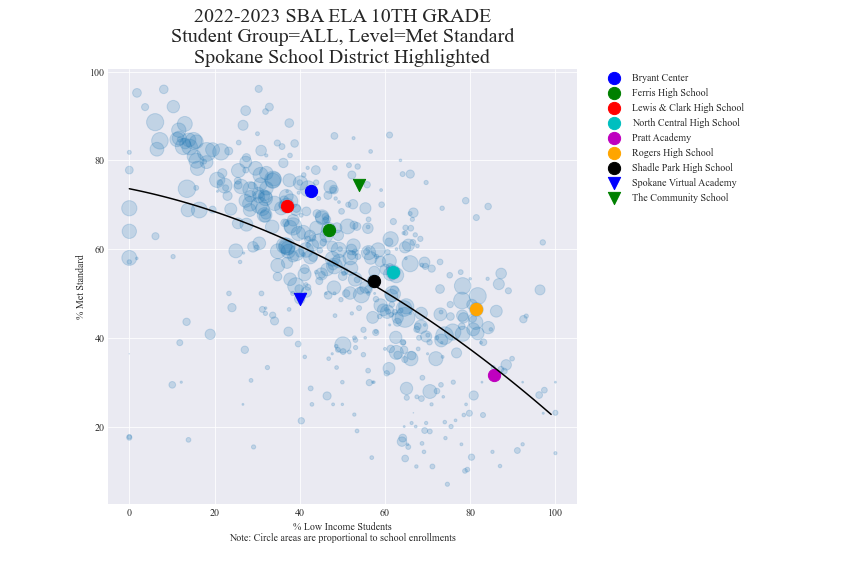 2022-2023 SBA ELA 10TH GRADE
Student Group=ALL, Level=Met Standard
Spokane School District Highlighted
100
80
60
40
20
% Met Standard
0
20
40
60
80
100
% Low Income Students
Note: Circle areas are proportional to school enrollments
Bryant Center
Ferris High School
Lewis & Clark High School
North Central High School
Pratt Academy
Rogers High School
Shadle Park High School
Spokane Virtual Academy
The Community School